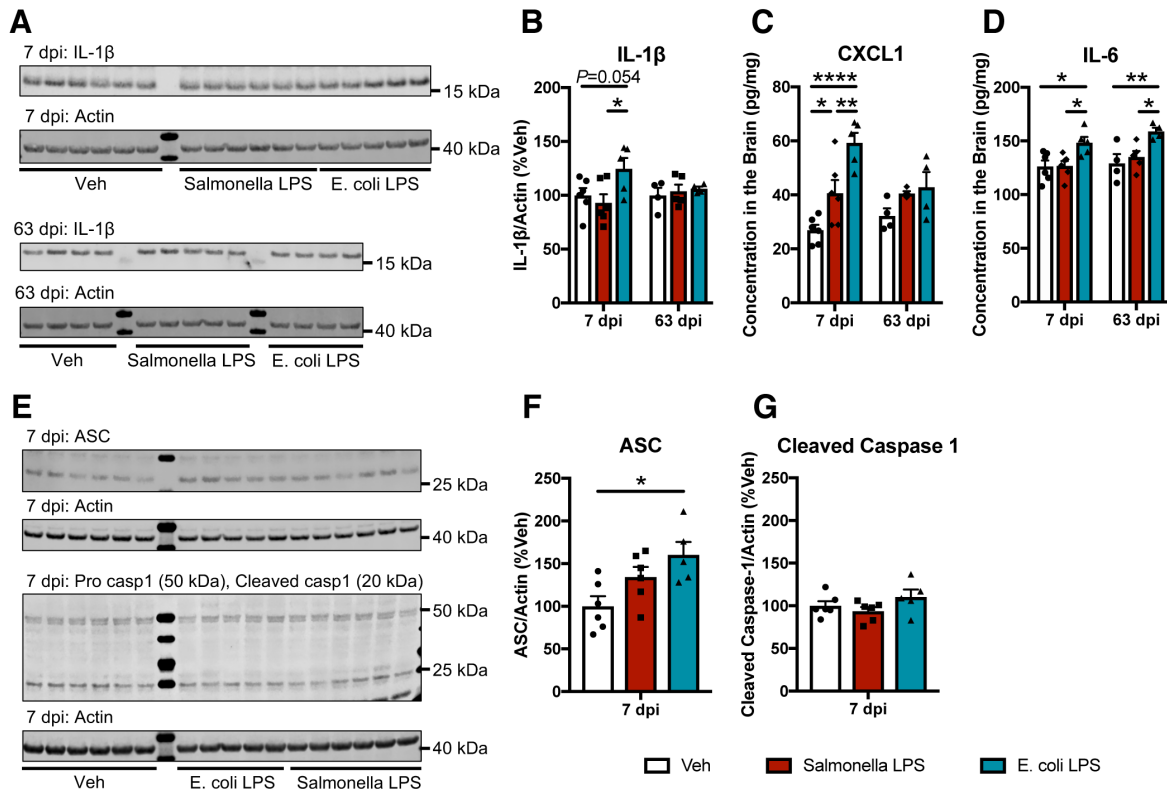 A
7 dpi: IL-1β
15 kDa
7 dpi: Actin
40 kDa
Veh
Salmonella LPS
E. coli LPS
63 dpi: IL-1β
15 kDa
63 dpi: Actin
40 kDa
Veh
Salmonella LPS
E. coli LPS
B
IL-1β
P=0.054
*
IL-1β/Actin (%Veh)
200
150
100
50
0
7 dpi
63 dpi
C
CXCL1
****
* **
Concentration in the Brain (pg/mg)
80
60
40
20
0
7 dpi
63 dpi
D
IL-6
* **
* *
Concentration in the Brain (pg/mg)
200
150
100
50
0
7 dpi
63 dpi
E
7 dpi: ASC
25 kDa
7 dpi: Actin
40 kDa
7 dpi: Pro casp1 (50 kDa), Cleaved casp1 (20 kDa)
50 kDa
25 kDa
7 dpi: Actin
40 kDa
Veh
E. coli LPS
Salmonella LPS
F
ASC
*
ASC/Actin (%Veh)
250
200
150
100
50
0
7 dpi
G
Cleaved Caspase 1
Cleaved Caspase-1/Actin (%Veh)
250
200
150
100
50
0
7 dpi
Veh
Salmonella LPS
E. coli LPS